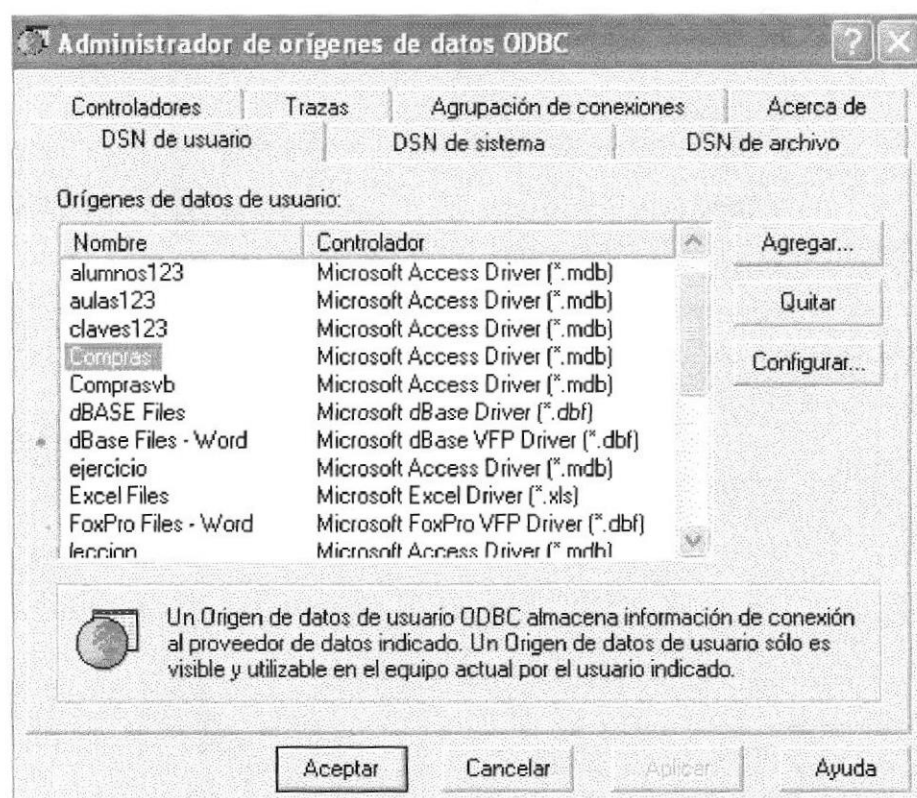 Administrador de orígenes de datos ODBC
Controladores Trazas Agrupación de conexiones Acerca de
DSN de usuario DSN de sistema DSN de archivo
Orígenes de datos de usuario:
Nombre Controlador
alumnos123 Microsoft Access Driver (*.mdb)
aulas123 Microsoft Access Driver (*.mdb)
claves123 Microsoft Access Driver (*.mdb)
Compras Microsoft Access Driver (*.mdb)
Comprasvb Microsoft Access Driver (*.mdb)
dBASE Files Microsoft dBase Driver (*.dbf)
dBase Files - Word Microsoft dBase VFP Driver (*.dbf)
ejercicio Microsoft Access Driver (*.mdb)
Excel Files Microsoft Excel Driver (*.xls)
FoxPro Files - Word Microsoft FoxPro VFP Driver (*.dbf)
leccion Microsoft Access Driver (*.mdb)
Agregar...
Quitar
Configurar...
Un Origen de datos de usuario ODBC almacena información de conexión
al proveedor de datos indicado. Un Origen de datos de usuario sólo es
visible y utilizable en el equipo actual por el usuario indicado.
Aceptar Cancelar Aplicar Ayuda